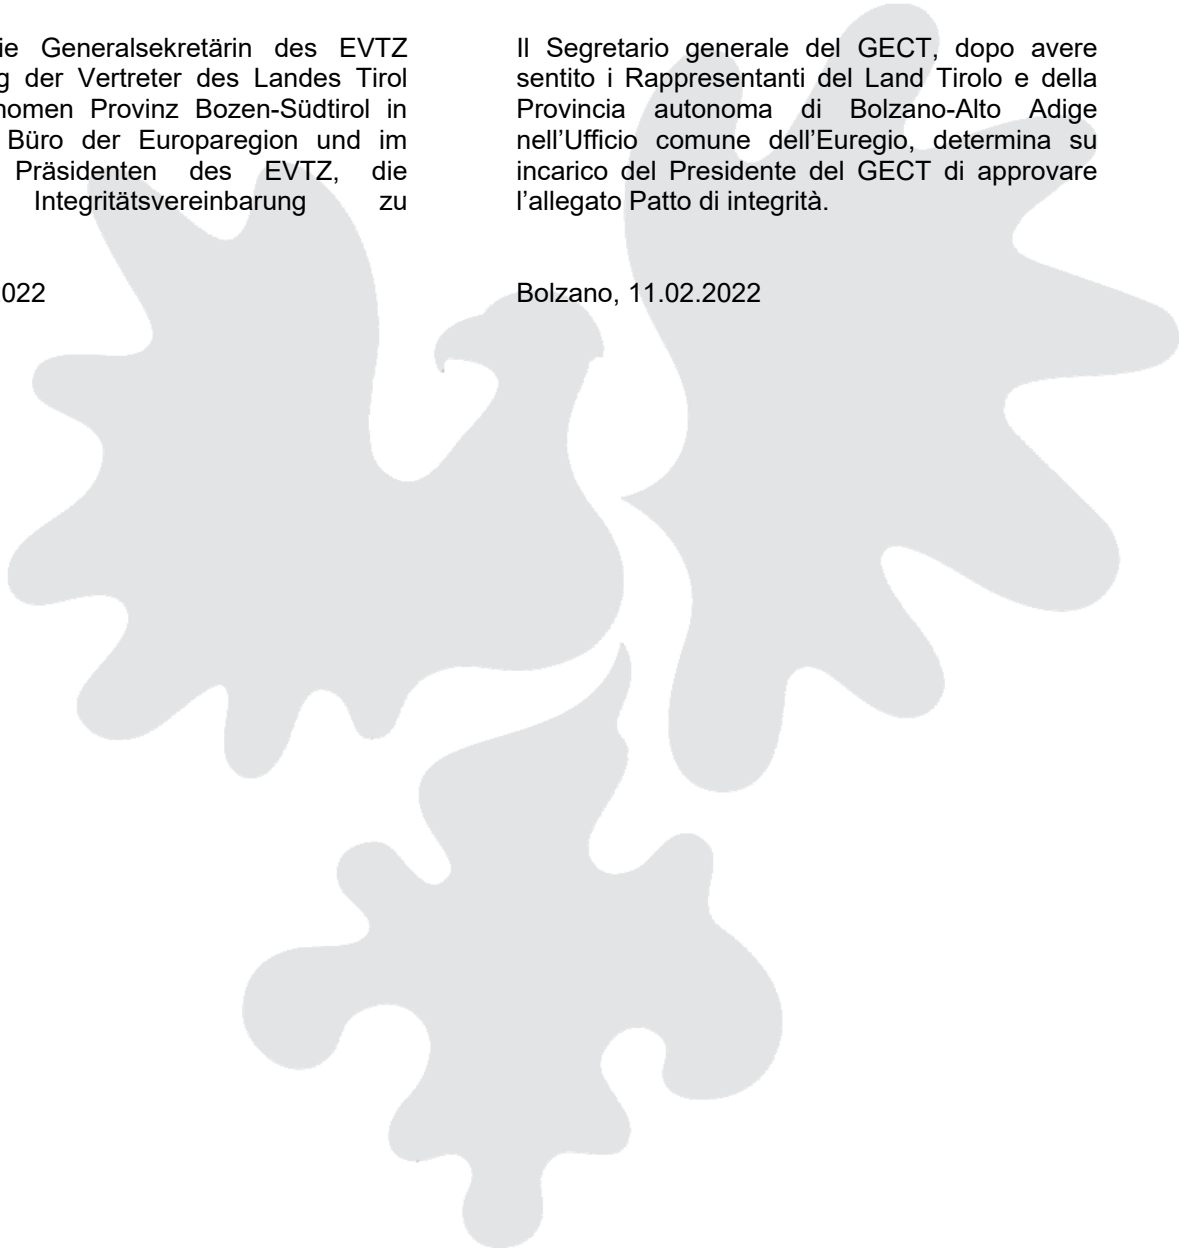 ie Generalsekretärin des EVTZ
g der Vertreter des Landes Tirol
nomen Provinz Bozen-Südtirol in
Büro der Europaregion und im
Präsidenten des EVTZ, die
Integritätsvereinbarung zu
022
Il Segretario generale del GECT, dopo avere
sentito i Rappresentanti del Land Tirolo e della
Provincia autonoma di Bolzano-Alto Adige
nell’Ufficio comune dell’Euregio, determina su
incarico del Presidente del GECT di approvare
l’allegato Patto di integrità.
Bolzano, 11.02.2022